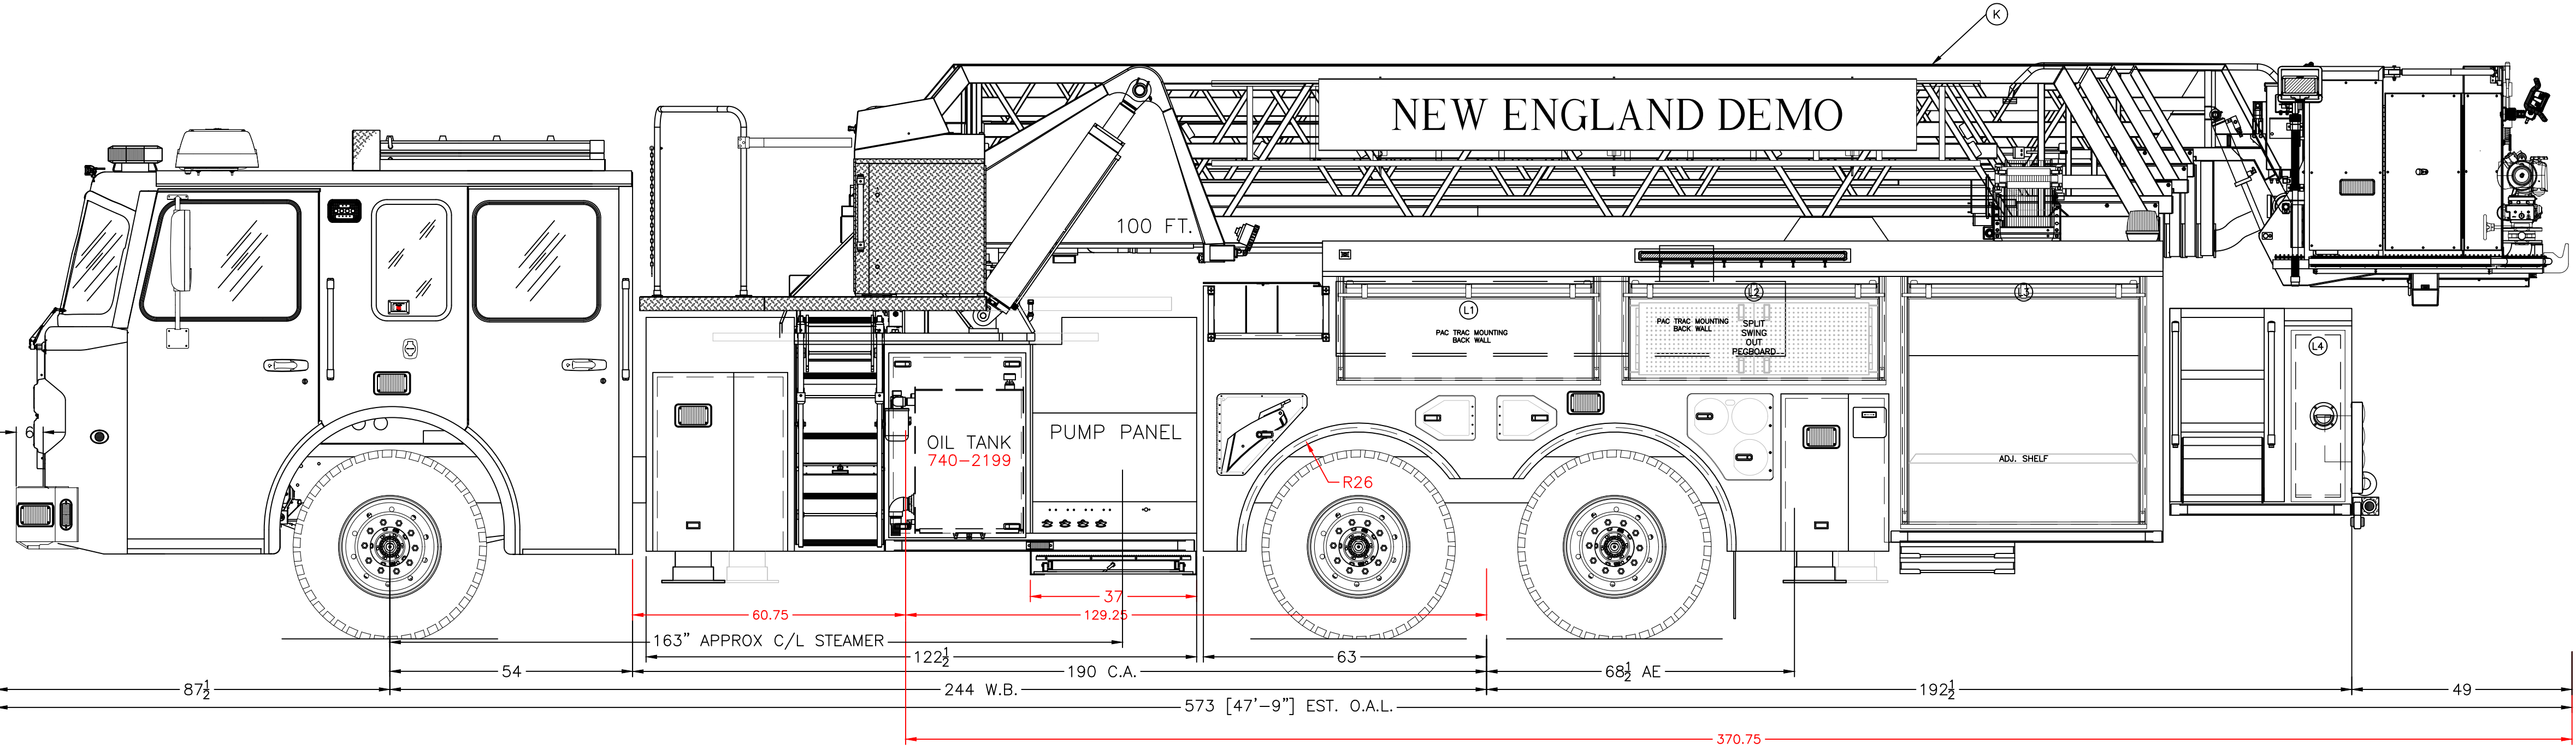 K
NEW ENGLAND DEMO
100 FT.
L1
PAC TRAC MOUNTING
BACK WALL
L2
PAC TRAC MOUNTING
BACK WALL
SPLIT
SWING
OUT
PEGBOARD
L3
L4
6
OIL TANK
740-2199
PUMP PANEL
R26
ADJ. SHELF
37
60.75
129.25
163" APPROX C/L STEAMER
122½
63
54
190 C.A.
68½ AE
87½
244 W.B.
192½
49
573 [47'-9"] EST. O.A.L.
370.75